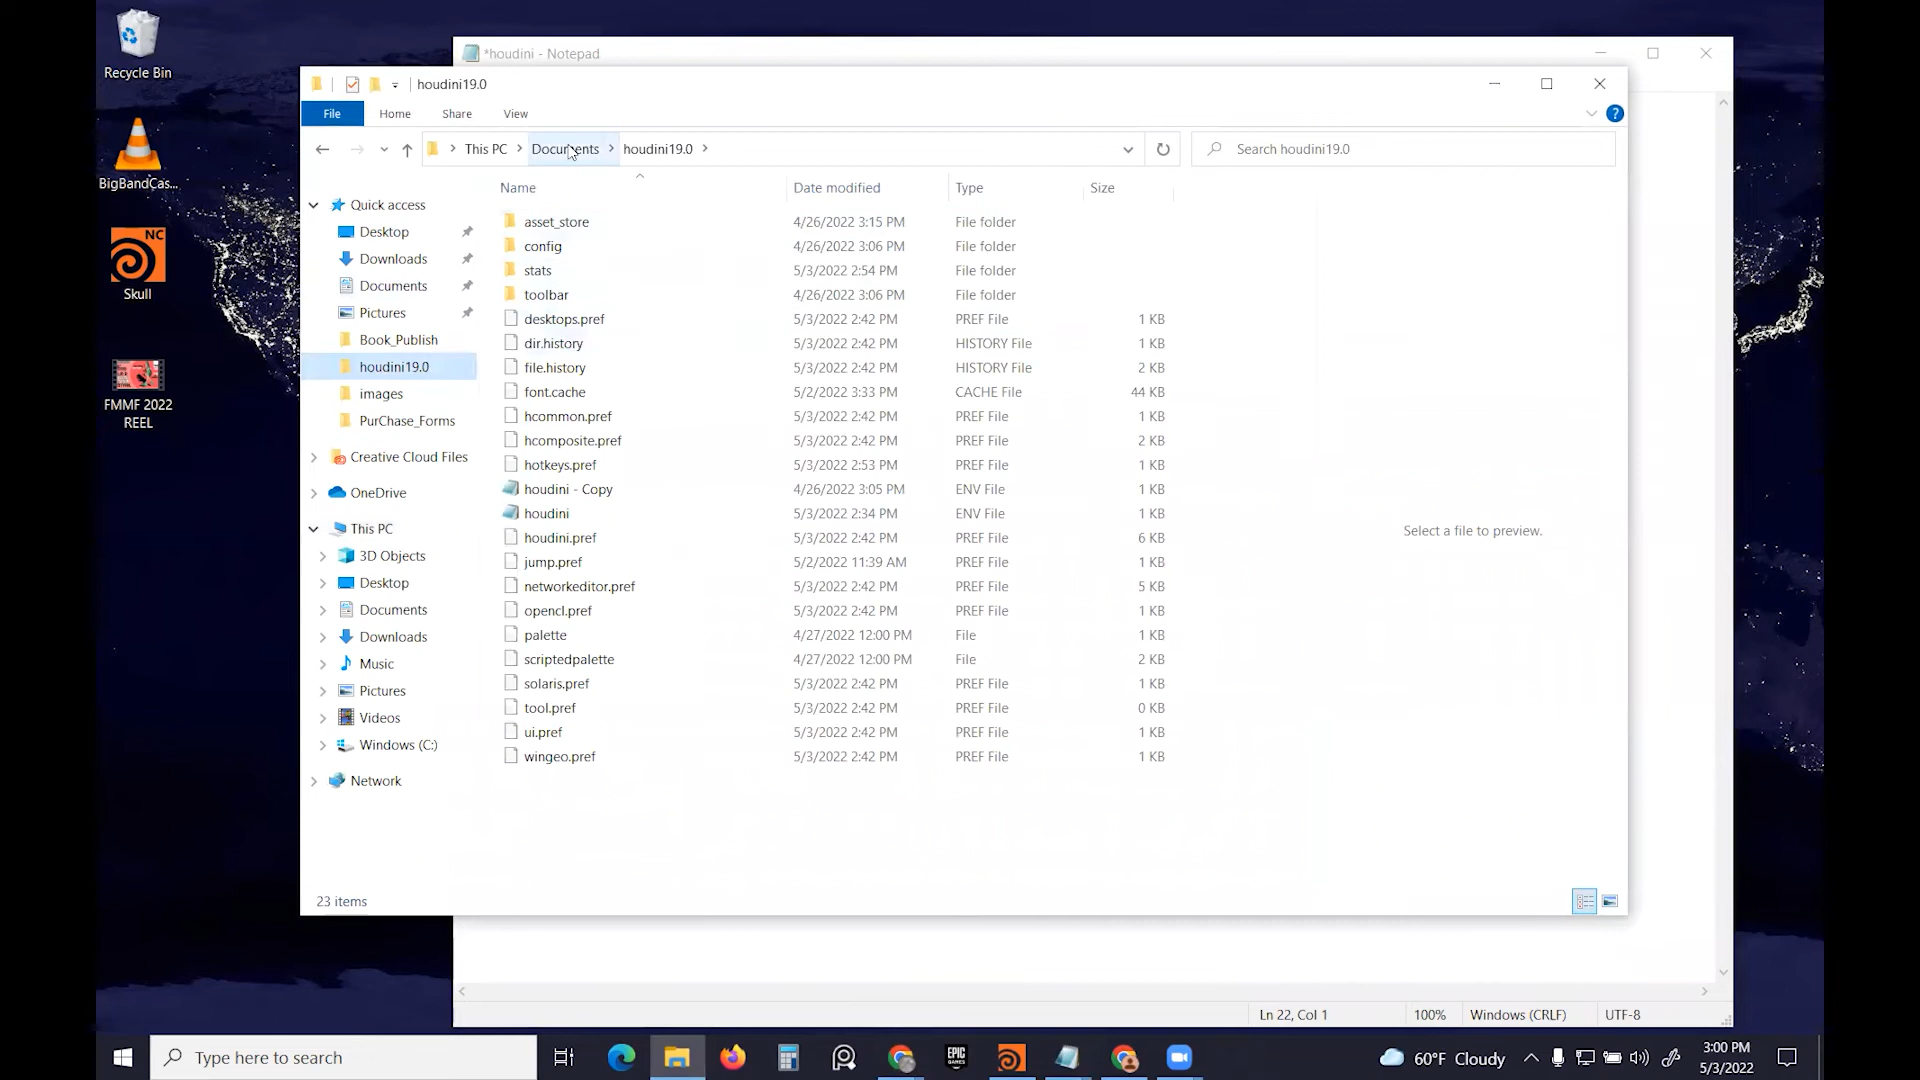 Recycle Bin
BigBandCas...
NC
Skull
FMMF 2022
REEL
*houdini - Notepad
houdini19.0
File Home Share View
This PC > Documents > houdini19.0 >
Search houdini19.0
Quick access
Desktop
Downloads
Documents
Pictures
Book_Publish
houdini19.0
images
PurChase_Forms
Creative Cloud Files
OneDrive
This PC
3D Objects
Desktop
Documents
Downloads
Music
Pictures
Videos
Windows (C:)
Network
Name Date modified Type Size
asset_store 4/26/2022 3:15 PM File folder
config 4/26/2022 3:06 PM File folder
stats 5/3/2022 2:54 PM File folder
toolbar 4/26/2022 3:06 PM File folder
desktops.pref 5/3/2022 2:42 PM PREF File 1 KB
dir.history 5/3/2022 2:42 PM HISTORY File 1 KB
file.history 5/3/2022 2:42 PM HISTORY File 2 KB
font.cache 5/2/2022 3:33 PM CACHE File 44 KB
hcommon.pref 5/3/2022 2:42 PM PREF File 1 KB
hcomposite.pref 5/3/2022 2:42 PM PREF File 2 KB
hotkeys.pref 5/3/2022 2:53 PM PREF File 1 KB
houdini - Copy 4/26/2022 3:05 PM ENV File 1 KB
houdini 5/3/2022 2:34 PM ENV File 1 KB
houdini.pref 5/3/2022 2:42 PM PREF File 6 KB
jump.pref 5/2/2022 11:39 AM PREF File 1 KB
networkeditor.pref 5/3/2022 2:42 PM PREF File 5 KB
opencl.pref 5/3/2022 2:42 PM PREF File 1 KB
palette 4/27/2022 12:00 PM File 1 KB
scriptedpalette 4/27/2022 12:00 PM File 2 KB
solaris.pref 5/3/2022 2:42 PM PREF File 1 KB
tool.pref 5/3/2022 2:42 PM PREF File 0 KB
ui.pref 5/3/2022 2:42 PM PREF File 1 KB
wingeo.pref 5/3/2022 2:42 PM PREF File 1 KB
Select a file to preview.
23 items
Ln 22, Col 1 100% Windows (CRLF) UTF-8
Type here to search
EPIC
GAMES
60°F Cloudy
3:00 PM
5/3/2022